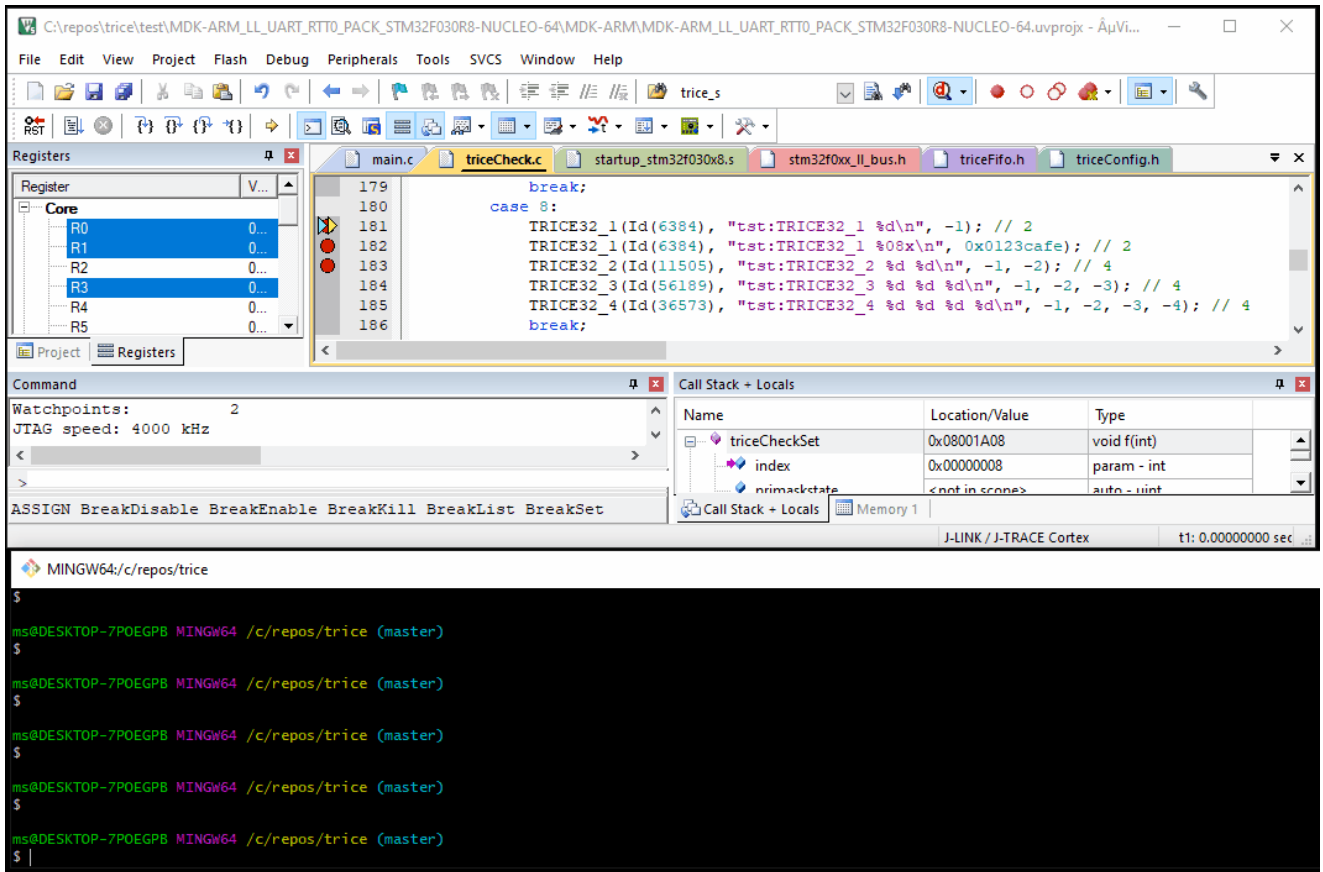 C:\repos\trice\test\MDK-ARM_LL_UART_RTT0_PACK_STM32F030R8-NUCLEO-64\MDK-ARM\MDK-ARM_LL_UART_RTT0_PACK_STM32F030R8-NUCLEO-64.uvprojx - ÂµVi...
File Edit View Project Flash Debug Peripherals Tools SVCS Window Help
trice_s
RST
Registers
main.c triceCheck.c startup_stm32f030x8.s stm32f0xx_ll_bus.h triceFifo.h triceConfig.h
Register V...
Core
R0 0...
R1 0...
R2 0...
R3 0...
R4 0...
R5 0...
Project Registers
179 break;
180 case 8:
181 TRICE32_1(Id(6384), "tst:TRICE32_1 %d\n", -1); // 2
182 TRICE32_1(Id(6384), "tst:TRICE32_1 %08x\n", 0x0123cafe); // 2
183 TRICE32_2(Id(11505), "tst:TRICE32_2 %d %d\n", -1, -2); // 4
184 TRICE32_3(Id(56189), "tst:TRICE32_3 %d %d %d\n", -1, -2, -3); // 4
185 TRICE32_4(Id(36573), "tst:TRICE32_4 %d %d %d %d\n", -1, -2, -3, -4); // 4
186 break;
Command
Watchpoints: 2
JTAG speed: 4000 kHz
>
ASSIGN BreakDisable BreakEnable BreakKill BreakList BreakSet
Call Stack + Locals
Name Location/Value Type
triceCheckSet 0x08001A08 void f(int)
index 0x00000008 param - int
primaskstate <not in scope> auto - uint
Call Stack + Locals Memory 1
J-LINK / J-TRACE Cortex t1: 0.00000000 sec
MINGW64:/c/repos/trice
$
ms@DESKTOP-7POEGPB MINGW64 /c/repos/trice (master)
$
ms@DESKTOP-7POEGPB MINGW64 /c/repos/trice (master)
$
ms@DESKTOP-7POEGPB MINGW64 /c/repos/trice (master)
$
ms@DESKTOP-7POEGPB MINGW64 /c/repos/trice (master)
$
ms@DESKTOP-7POEGPB MINGW64 /c/repos/trice (master)
$